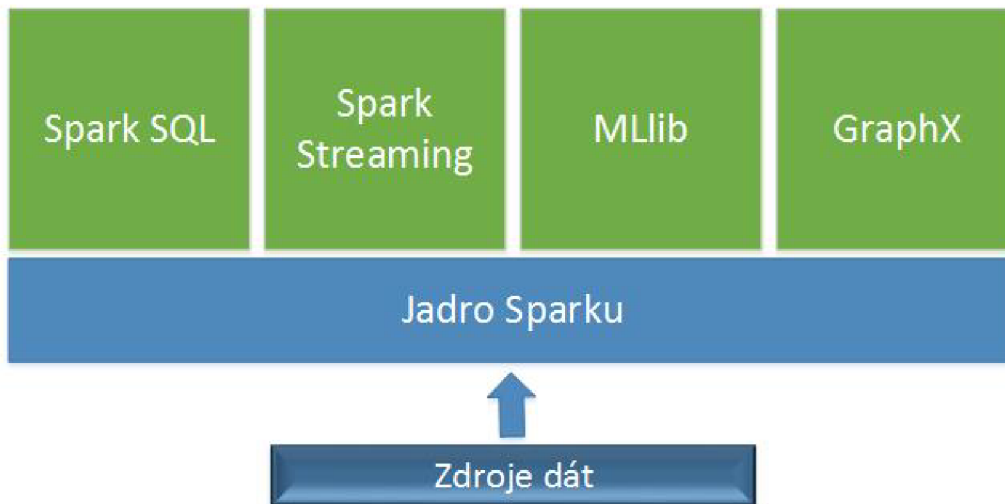 Spark SQL
Spark
Streaming
MLlib
GraphX
Jadro Sparku
Zdroje dát